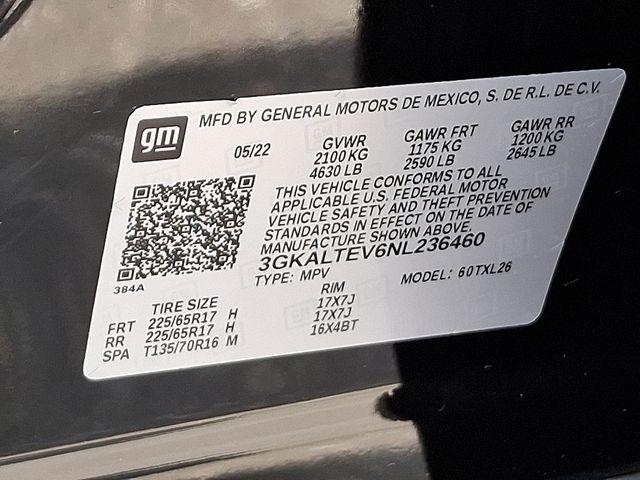 MFD BY GENERAL MOTORS DE MEXICO, S. DE R.L. DE C.V.
gm
05/22 GVWR GAWR FRT GAWR RR
2100 KG 1175 KG 1200 KG
4630 LB 2590 LB 2645 LB
THIS VEHICLE CONFORMS TO ALL
APPLICABLE U.S. FEDERAL MOTOR
VEHICLE SAFETY AND THEFT PREVENTION
STANDARDS IN EFFECT ON THE DATE OF
MANUFACTURE SHOWN ABOVE.
3GKALTEV6NL236460
TYPE: MPV MODEL: 60TXL26
384A
TIRE SIZE RIM
FRT 225/65R17 H 17X7J
RR 225/65R17 H 17X7J
SPA T135/70R16 M 16X4BT